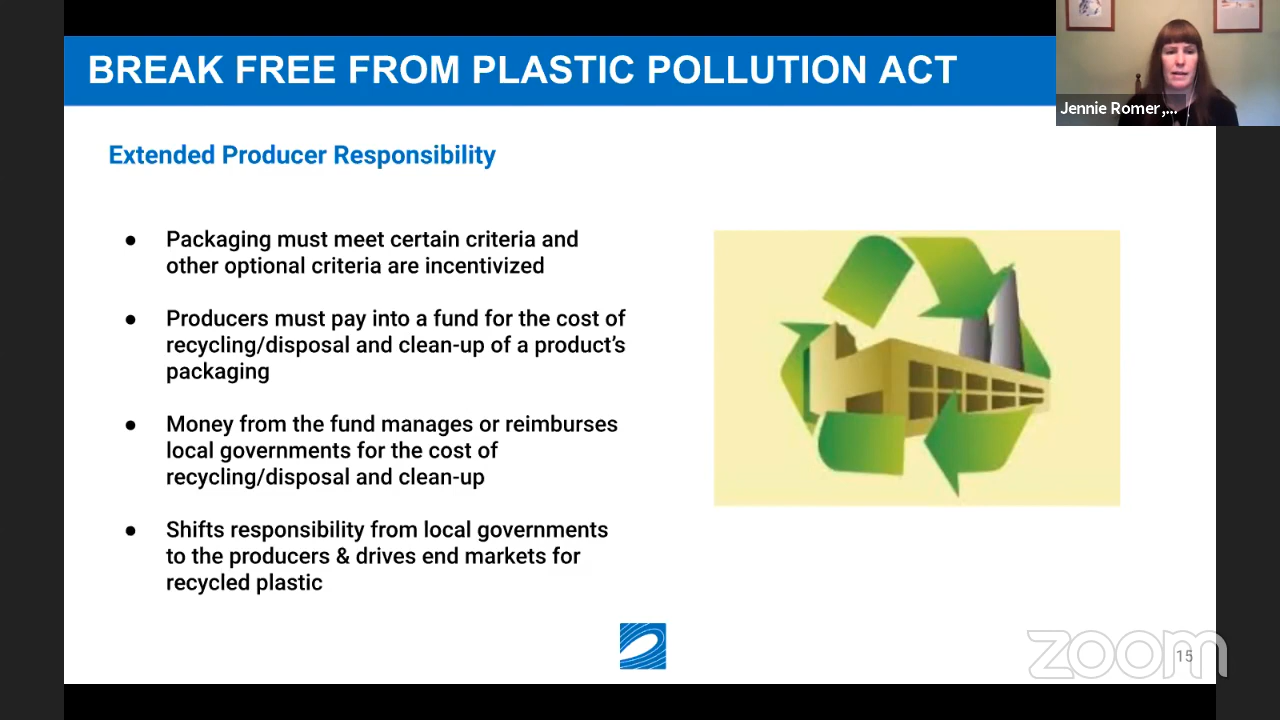 BREAK FREE FROM PLASTIC POLLUTION ACT
Jennie Romer,...
Extended Producer Responsibility
● Packaging must meet certain criteria and
other optional criteria are incentivized
● Producers must pay into a fund for the cost of
recycling/disposal and clean-up of a product's
packaging
● Money from the fund manages or reimburses
local governments for the cost of
recycling/disposal and clean-up
● Shifts responsibility from local governments
to the producers & drives end markets for
recycled plastic
zoom
15